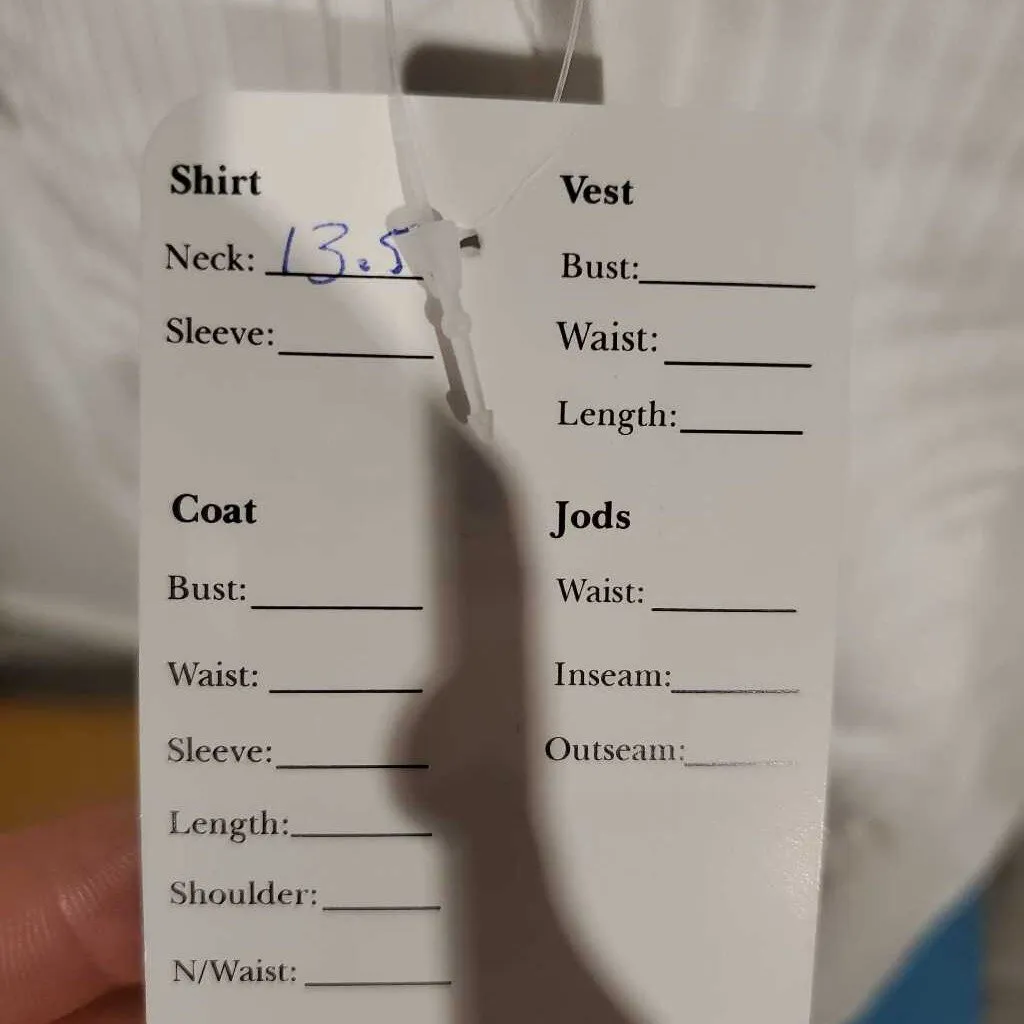 Shirt
Neck: 13.5
Sleeve:
Vest
Bust:
Waist:
Length:
Coat
Bust:
Waist:
Sleeve:
Length:
Shoulder:
N/Waist:
Jods
Waist:
Inseam:
Outseam: